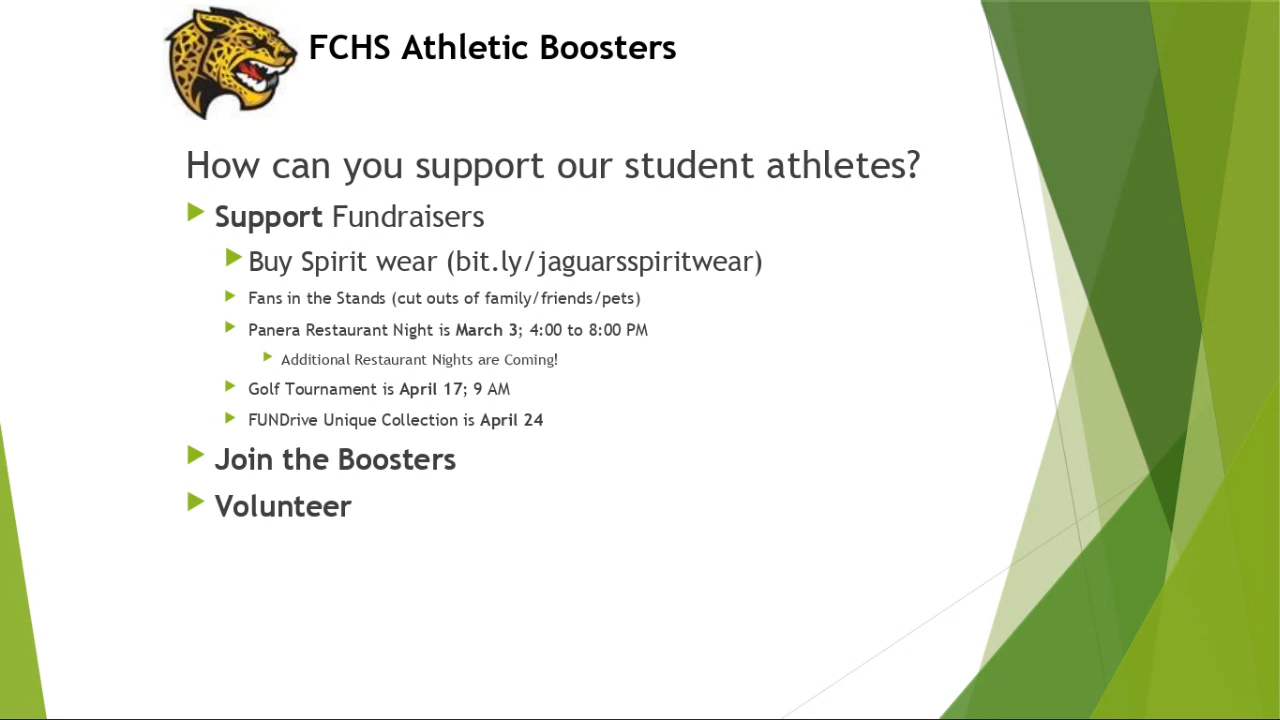 FCHS Athletic Boosters
How can you support our student athletes?
Support Fundraisers
Buy Spirit wear (bit.ly/jaguarsspiritwear)
Fans in the Stands (cut outs of family/friends/pets)
Panera Restaurant Night is March 3; 4:00 to 8:00 PM
Additional Restaurant Nights are Coming!
Golf Tournament is April 17; 9 AM
FUNDrive Unique Collection is April 24
Join the Boosters
Volunteer